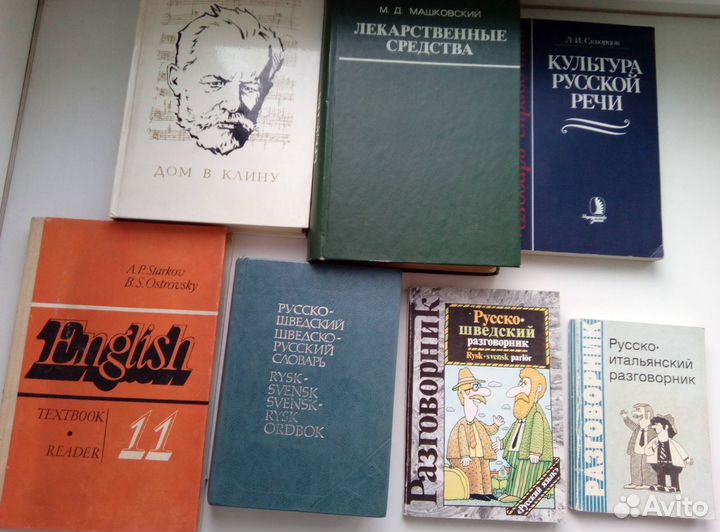 ДОМ В КЛИНУ
М. Д. МАШКОВСКИЙ
ЛЕКАРСТВЕННЫЕ
СРЕДСТВА
Л. И. Скворцов
КУЛЬТУРА
РУССКОЙ
РЕЧИ
A.P. Starkov
B.S. Ostrovsky
English
TEXTBOOK
•
READER
11
РУССКО-
ШВЕДСКИЙ
ШВЕДСКО-
РУССКИЙ
СЛОВАРЬ
RYSK-
SVENSK
SVENSK-
RYSK
ORDBOK
Разговорник
Русско-
шведский
разговорник
Rysk-svensk parlör
«Русский язык»
РАЗГОВОРНИК
Русско-
итальянский
разговорник
Avito